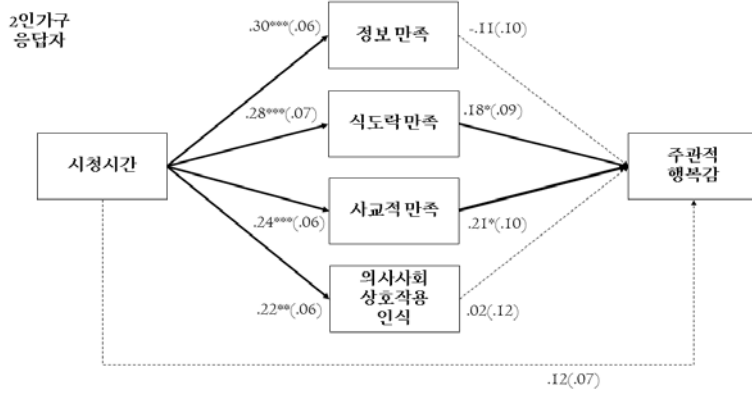 2인가구
응답자
.30***(.06)
정보 만족
-.11(.10)
.28***(.07)
식도락 만족
.18*(.09)
시청시간
주관적
행복감
.24***(.06)
사교적 만족
.21*(.10)
.22**(.06)
의사사회
상호작용
인식
.02(.12)
.12(.07)